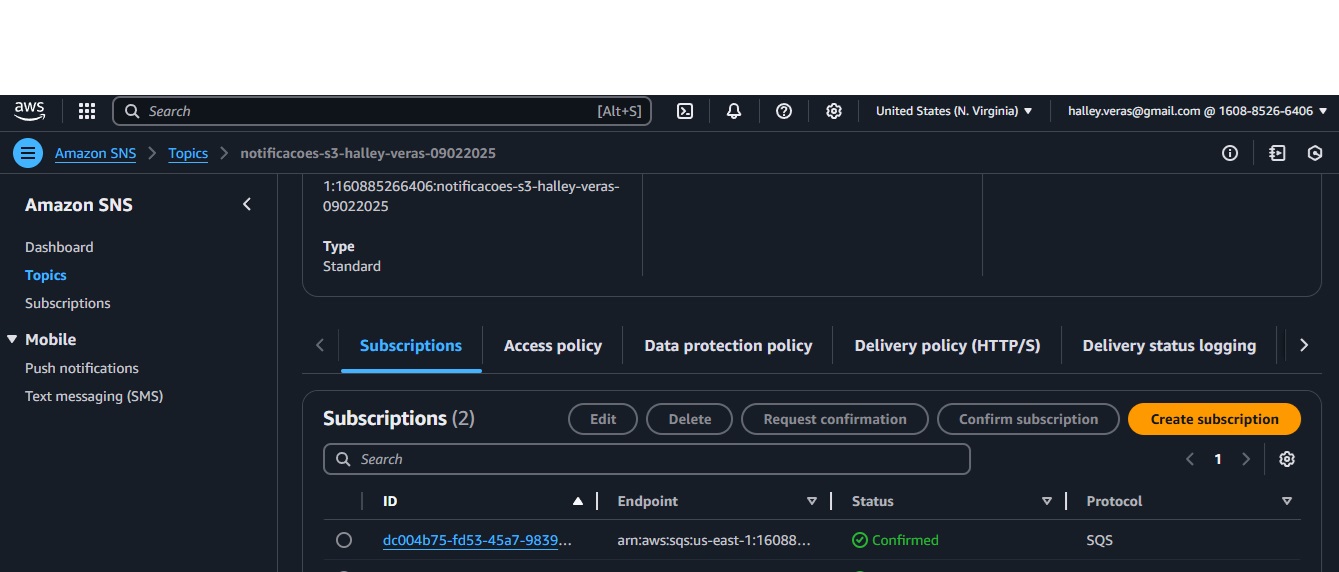 aws Search [Alt+S] United States (N. Virginia) halley.veras@gmail.com @ 1608-8526-6406
Amazon SNS Topics notificacoes-s3-halley-veras-09022025
Amazon SNS
Dashboard
Topics
Subscriptions
Mobile
Push notifications
Text messaging (SMS)
1:160885266406:notificacoes-s3-halley-veras-
09022025
Type
Standard
Subscriptions Access policy Data protection policy Delivery policy (HTTP/S) Delivery status logging
Subscriptions (2) Edit Delete Request confirmation Confirm subscription Create subscription
Search 1
ID Endpoint Status Protocol
dc004b75-fd53-45a7-9839... arn:aws:sqs:us-east-1:16088... Confirmed SQS